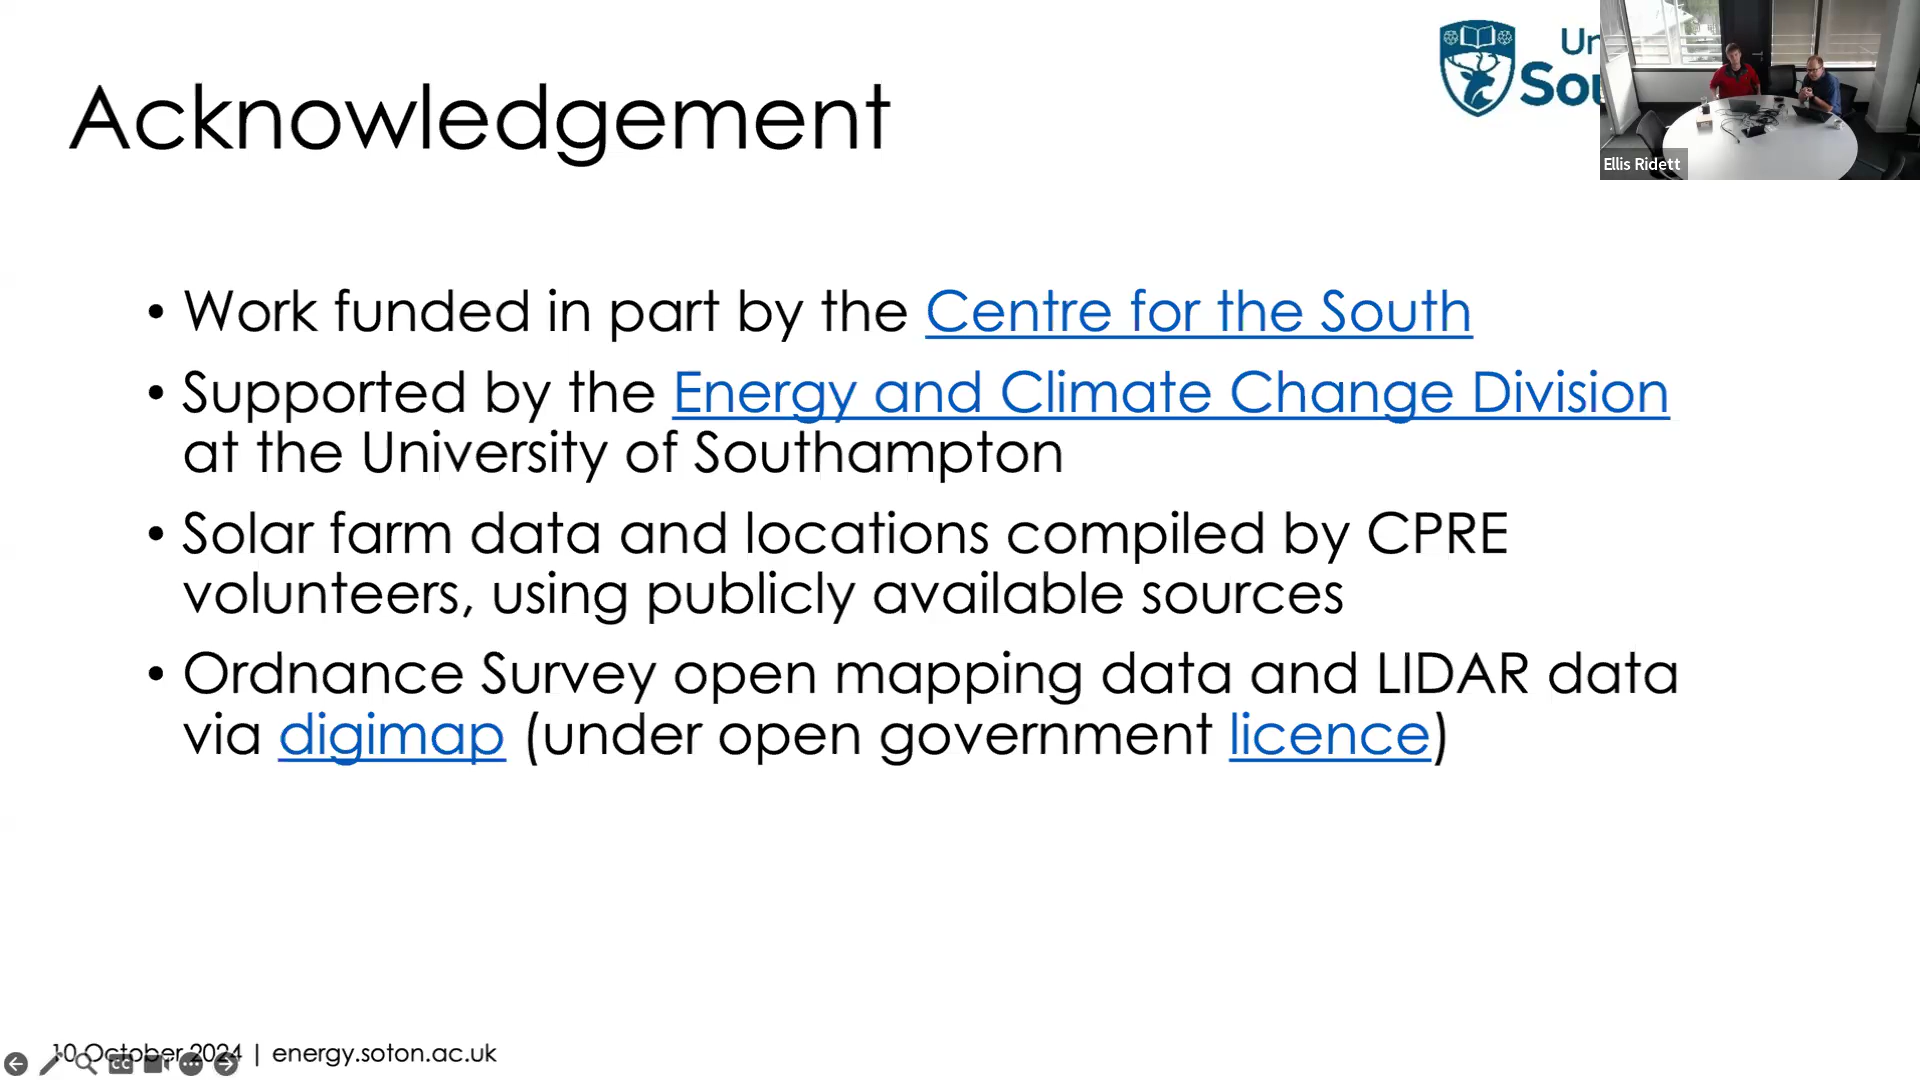 Acknowledgement
Un
Sou
Ellis Ridett
• Work funded in part by the Centre for the South
• Supported by the Energy and Climate Change Division
at the University of Southampton
• Solar farm data and locations compiled by CPRE
volunteers, using publicly available sources
• Ordnance Survey open mapping data and LIDAR data
via digimap (under open government licence)
10 October 2024 | energy.soton.ac.uk
CC